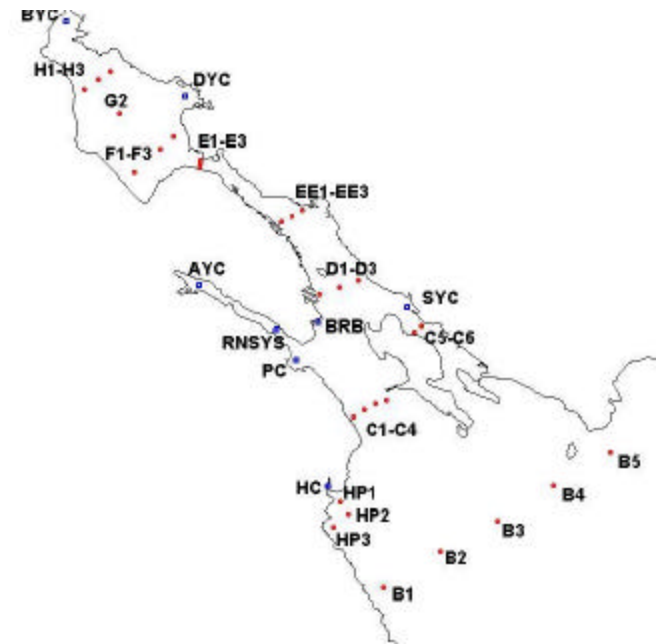 BYC
H1-H3
DYC
G2
E1-E3
F1-F3
EE1-EE3
AYC
D1-D3
SYC
BRB
RNSYS
C5-C6
PC
C1-C4
B5
HC
B4
HP1
HP2
B3
HP3
B2
B1